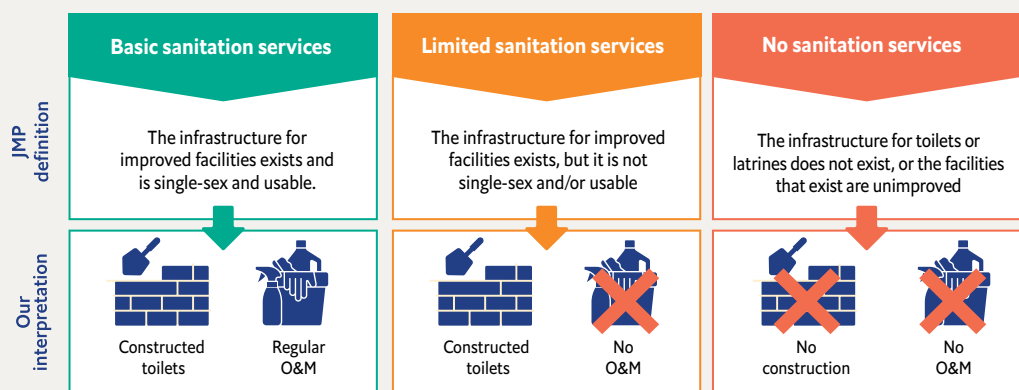 Basic sanitation services
Limited sanitation services
No sanitation services
JMP
definition
The infrastructure for
improved facilities exists and
is single-sex and usable.
The infrastructure for improved
facilities exists, but it is not
single-sex and/or usable
The infrastructure for toilets or
latrines does not exist, or the facilities
that exist are unimproved
Our
interpretation
Constructed
toilets
Regular
O&M
Constructed
toilets
No
O&M
No
construction
No
O&M